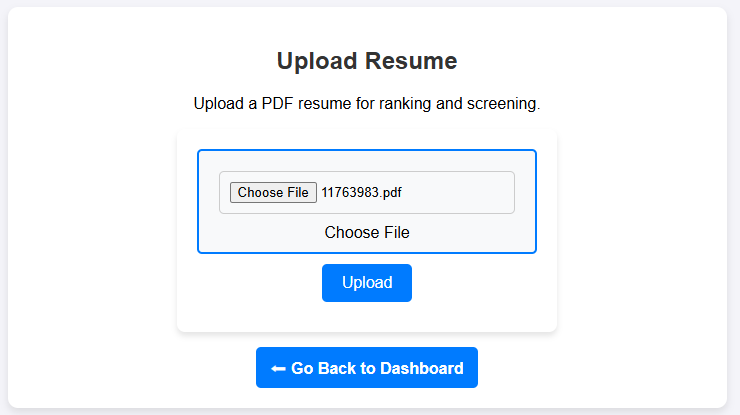 Upload Resume
Upload a PDF resume for ranking and screening.
Choose File 11763983.pdf
Choose File
Upload
⬅ Go Back to Dashboard